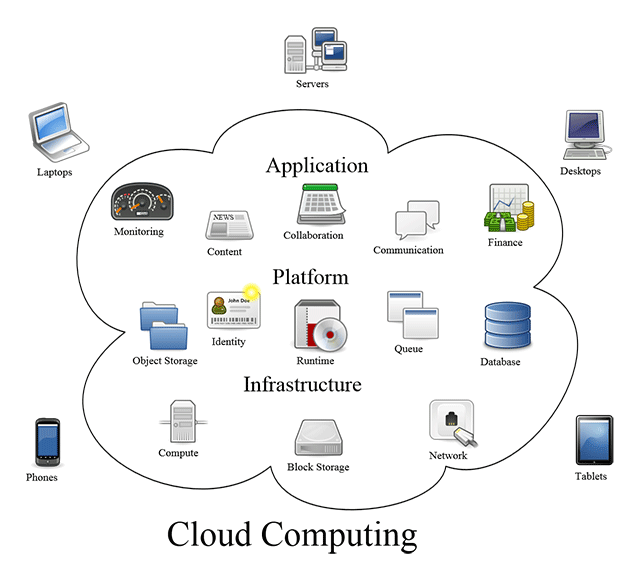 Servers
Laptops
Desktops
Application
Monitoring
NEWS
Content
Collaboration
Communication
Finance
Platform
Object Storage
John Doe
Identity
Runtime
Queue
Database
Infrastructure
Compute
Block Storage
Network
Phones
Tablets
Cloud Computing